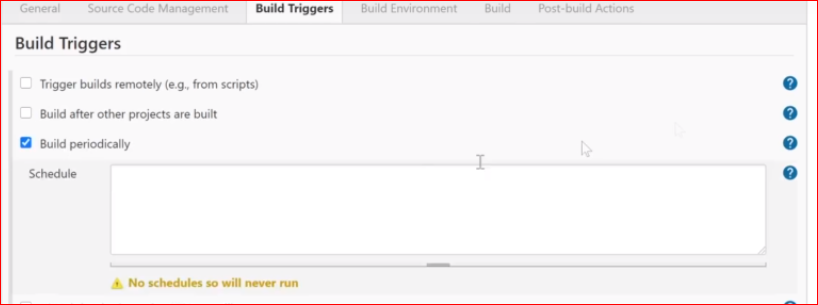 General Source Code Management Build Triggers Build Environment Build Post-build Actions
Build Triggers
Trigger builds remotely (e.g., from scripts) ?
Build after other projects are built ?
Build periodically ?
Schedule ?
No schedules so will never run